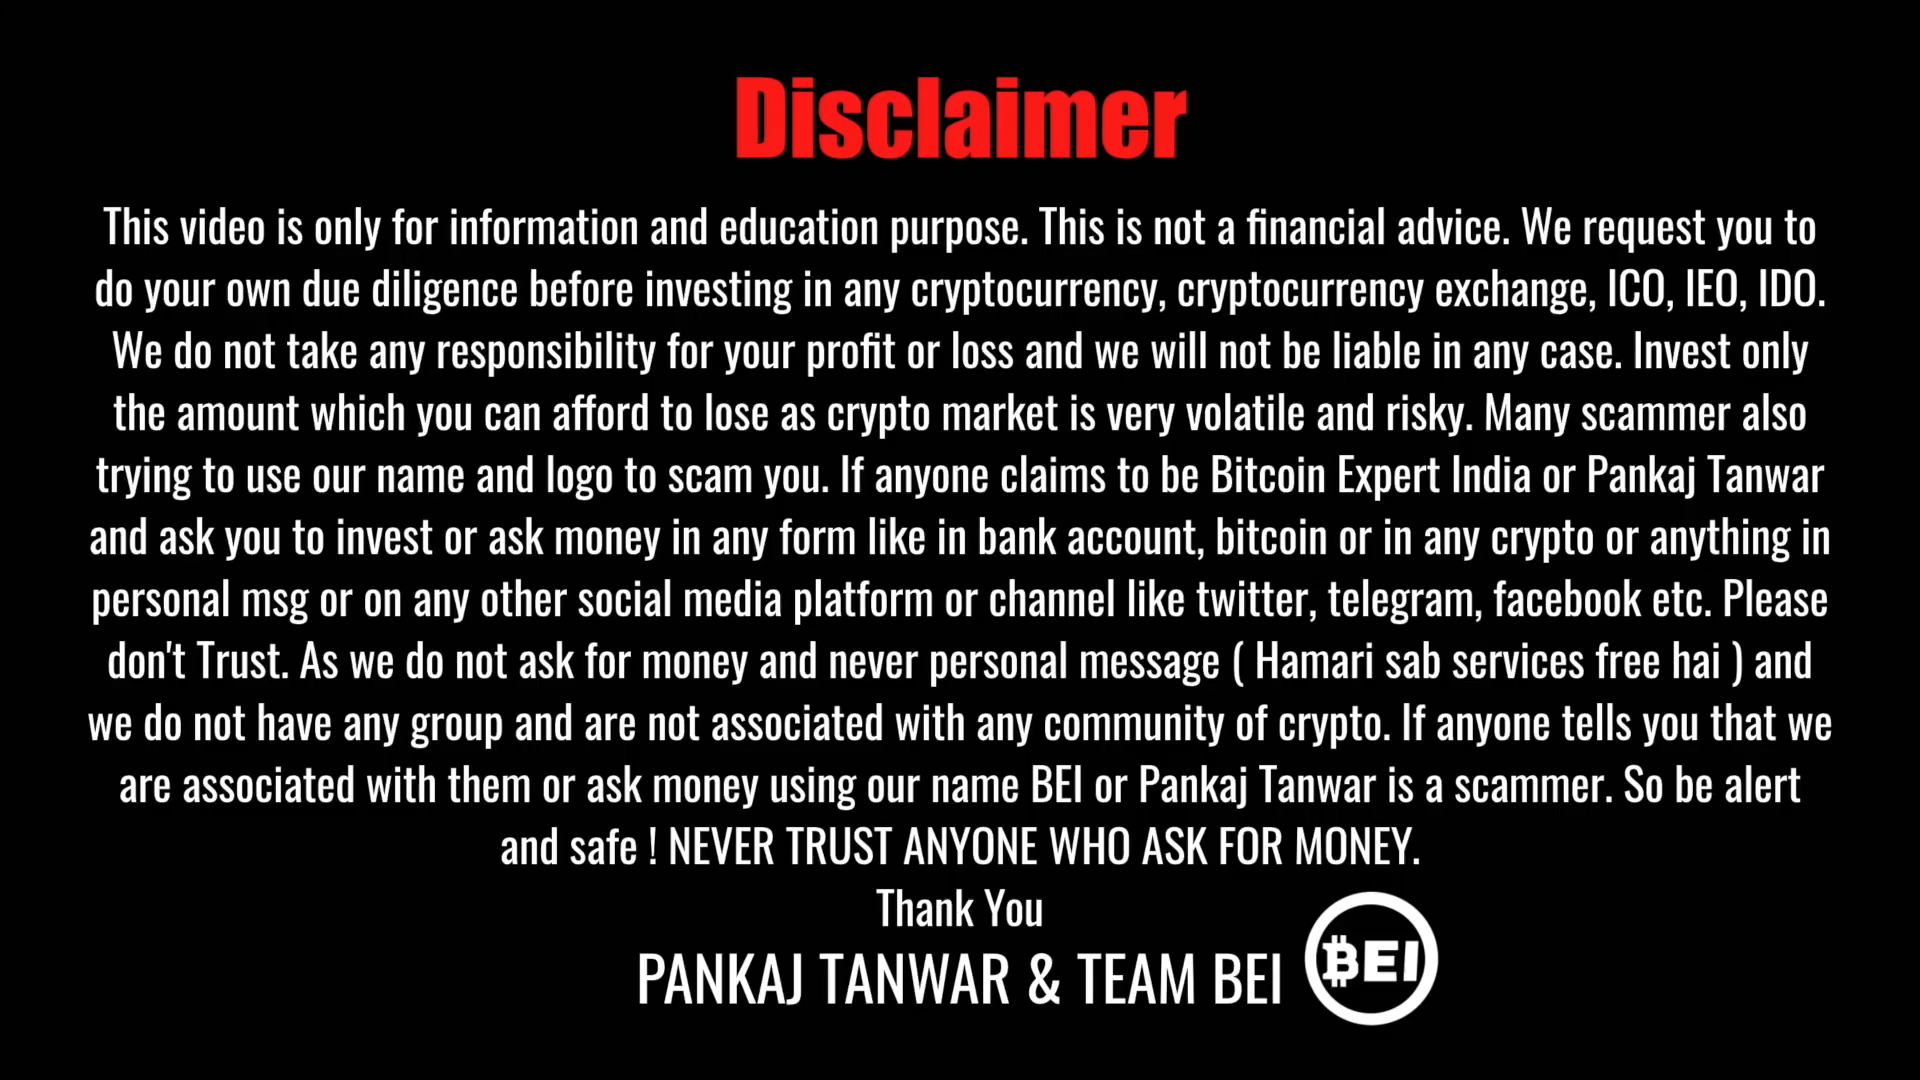 Disclaimer
This video is only for information and education purpose. This is not a financial advice. We request you to
do your own due diligence before investing in any cryptocurrency, cryptocurrency exchange, ICO, IEO, IDO.
We do not take any responsibility for your profit or loss and we will not be liable in any case. Invest only
the amount which you can afford to lose as crypto market is very volatile and risky. Many scammer also
trying to use our name and logo to scam you. If anyone claims to be Bitcoin Expert India or Pankaj Tanwar
and ask you to invest or ask money in any form like in bank account, bitcoin or in any crypto or anything in
personal msg or on any other social media platform or channel like twitter, telegram, facebook etc. Please
don't Trust. As we do not ask for money and never personal message ( Hamari sab services free hai ) and
we do not have any group and are not associated with any community of crypto. If anyone tells you that we
are associated with them or ask money using our name BEI or Pankaj Tanwar is a scammer. So be alert
and safe ! NEVER TRUST ANYONE WHO ASK FOR MONEY.
Thank You
PANKAJ TANWAR & TEAM BEI
BEI